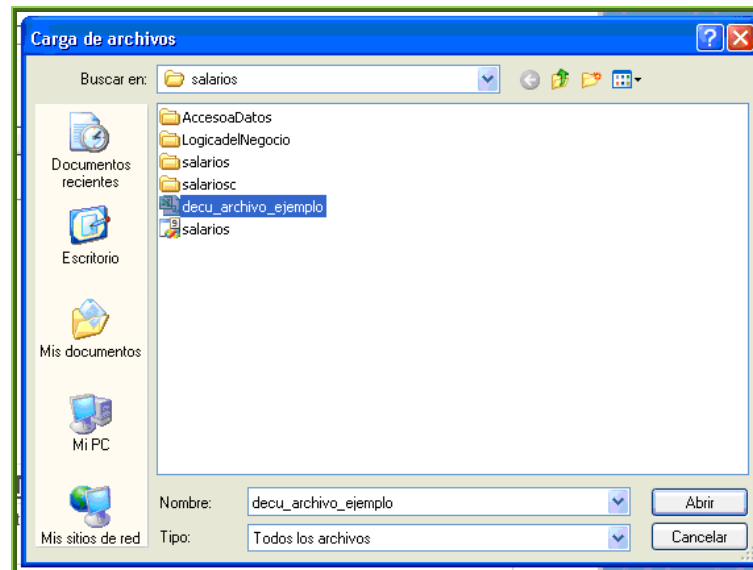 Carga de archivos
Buscar en:
salarios
AccesoaDatos
LogicadelNegocio
salarios
salariosc
decu_archivo_ejemplo
salarios
Documentos
recientes
Escritorio
Mis documentos
Mi PC
Mis sitios de red
Nombre:
decu_archivo_ejemplo
Abrir
Tipo:
Todos los archivos
Cancelar